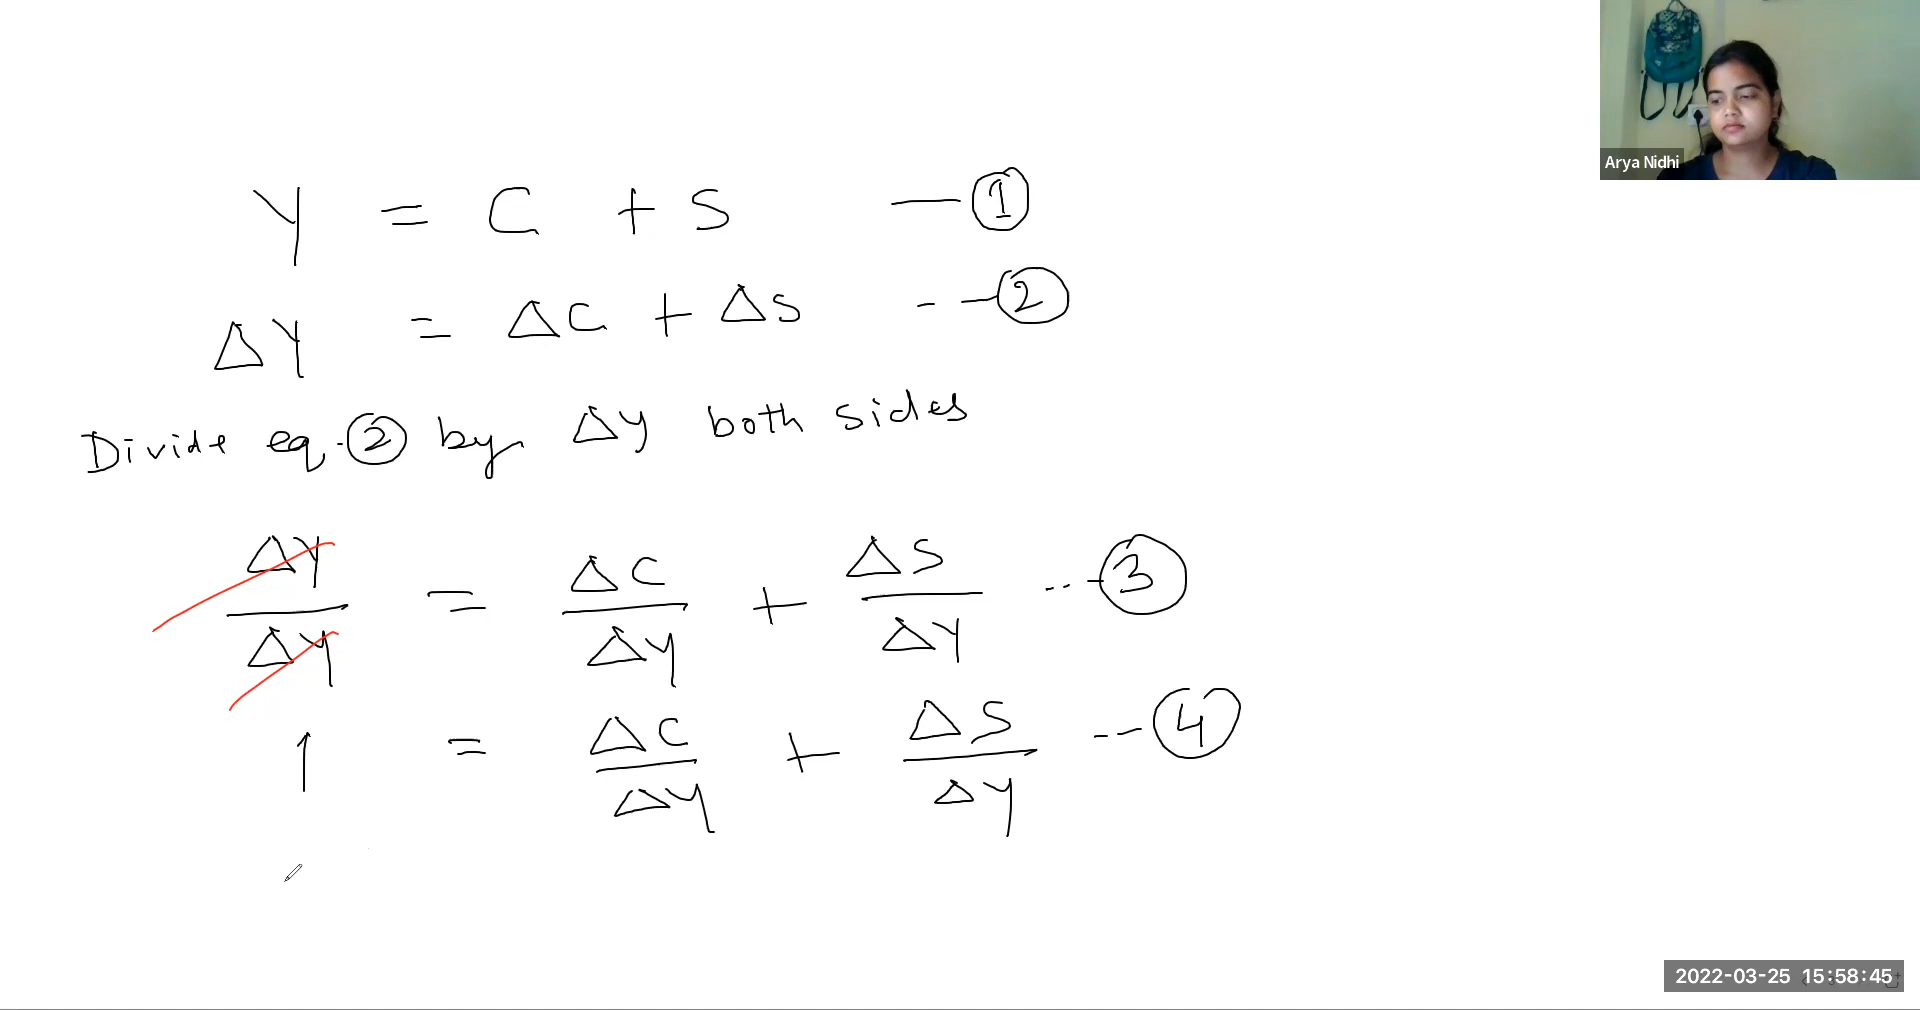 Arya Nidhi
Y = C + S —①
ΔY = ΔC + ΔS - —②
Divide eq. ② by ΔY both sides
ΔY/ΔY = ΔC/ΔY + ΔS/ΔY --- ③
1 = ΔC/ΔY + ΔS/ΔY --- ④
2022-03-25 15:58:45